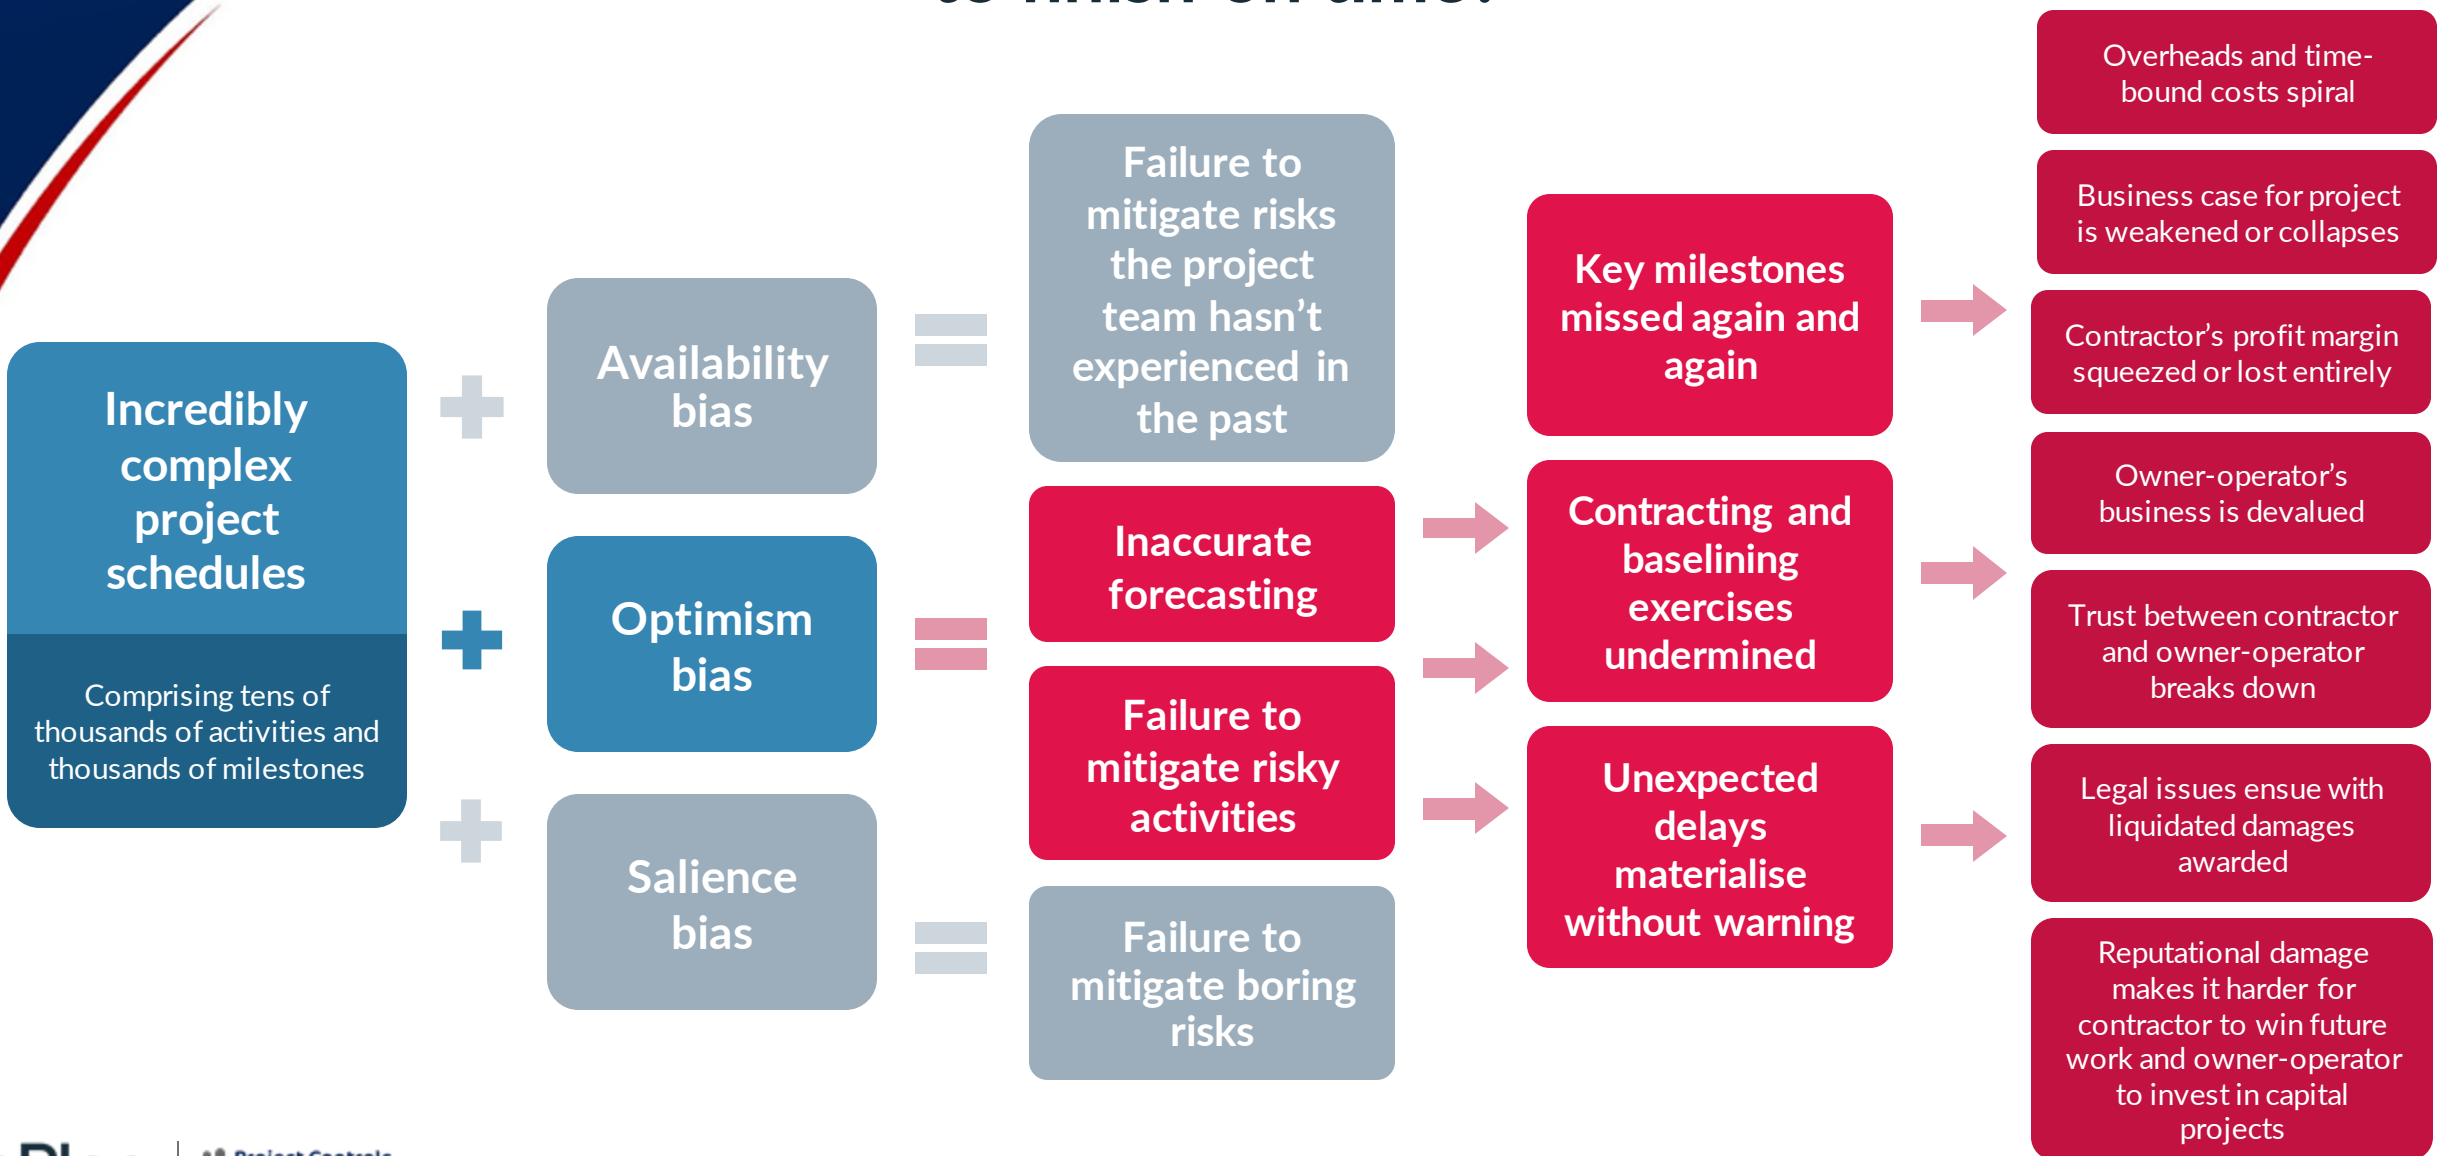 to finish on time?
Incredibly
complex
project
schedules
Comprising tens of
thousands of activities and
thousands of milestones
Availability
bias
Optimism
bias
Salience
bias
Failure to
mitigate risks
the project
team hasn’t
experienced in
the past
Inaccurate
forecasting
Failure to
mitigate risky
activities
Failure to
mitigate boring
risks
Key milestones
missed again and
again
Contracting and
baselining
exercises
undermined
Unexpected
delays
materialise
without warning
Overheads and time-
bound costs spiral
Business case for project
is weakened or collapses
Contractor’s profit margin
squeezed or lost entirely
Owner-operator’s
business is devalued
Trust between contractor
and owner-operator
breaks down
Legal issues ensue with
liquidated damages
awarded
Reputational damage
makes it harder for
contractor to win future
work and owner-operator
to invest in capital
projects
Project Controls